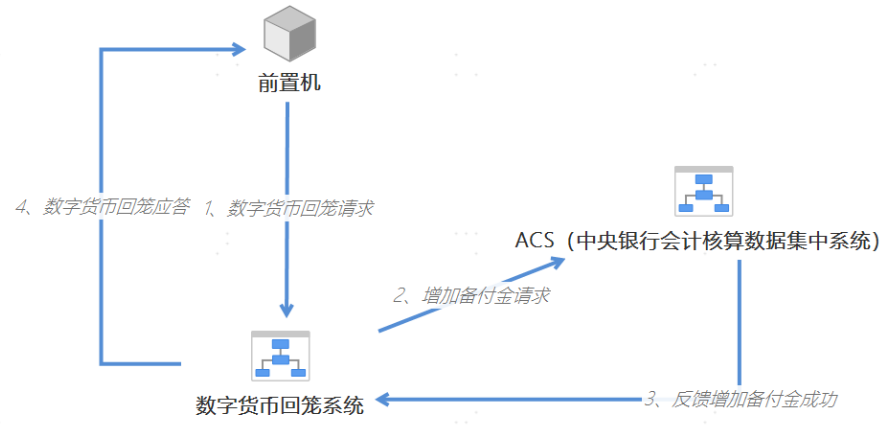 前置机
4、数字货币回笼应答
1、数字货币回笼请求
ACS（中央银行会计核算数据集中系统）
2、增加备付金请求
3、反馈增加备付金成功
数字货币回笼系统